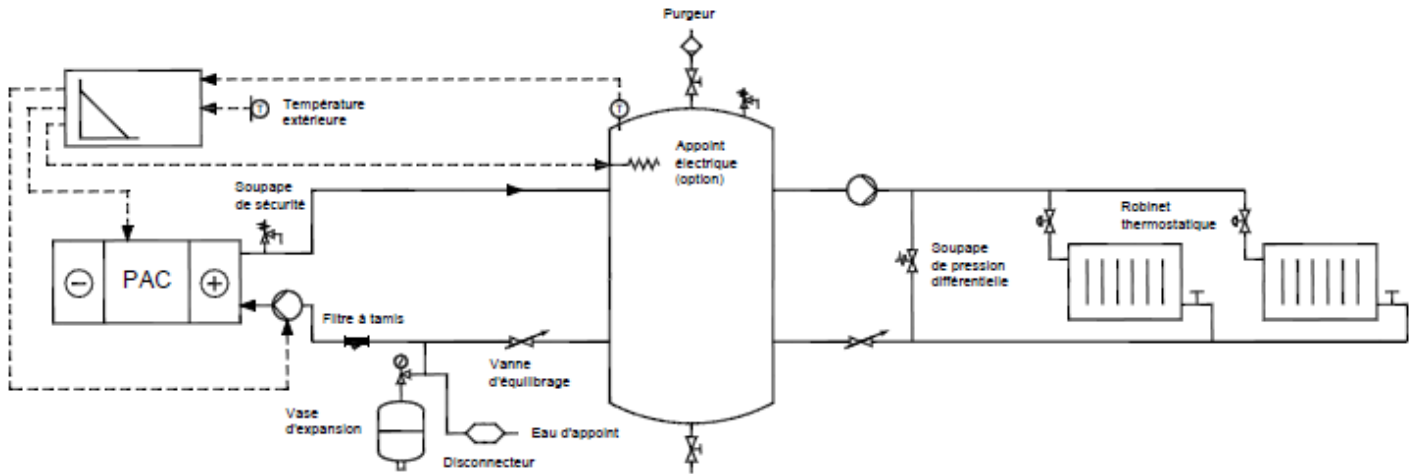 Purgeur
T
T
Température
extérieure
Appoint
électrique
(option)
Soupape
de sécurité
Robinet
thermostatique
PAC
Soupape
de pression
différentielle
Filtre à tamis
Vanne
d'équilibrage
Vase
d'expansion
Eau d'appoint
Disconnecteur